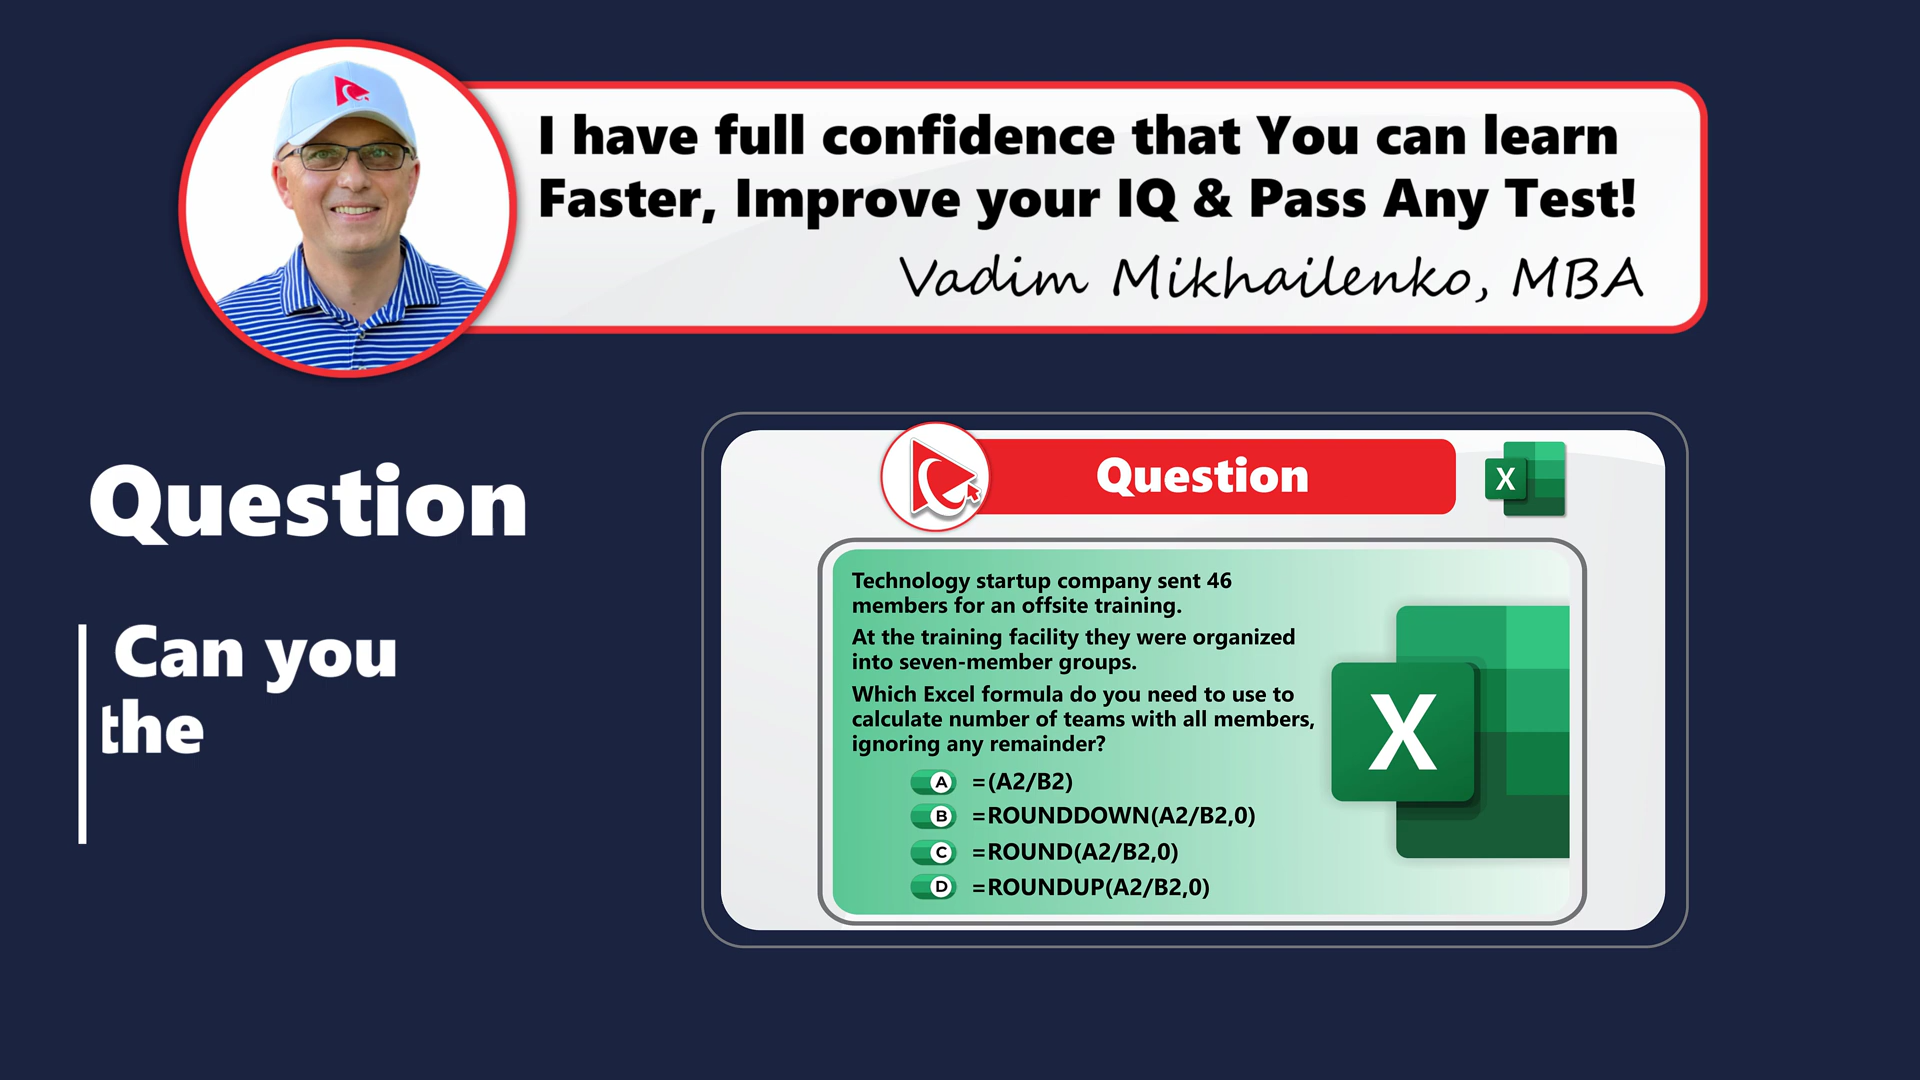 I have full confidence that You can learn
Faster, Improve your IQ & Pass Any Test!
Vadim Mikhailenko, MBA
Question
Can you
the
Question
X
Technology startup company sent 46
members for an offsite training.
At the training facility they were organized
into seven-member groups.
Which Excel formula do you need to use to
calculate number of teams with all members,
ignoring any remainder?
A =(A2/B2)
B =ROUNDDOWN(A2/B2,0)
C =ROUND(A2/B2,0)
D =ROUNDUP(A2/B2,0)
X